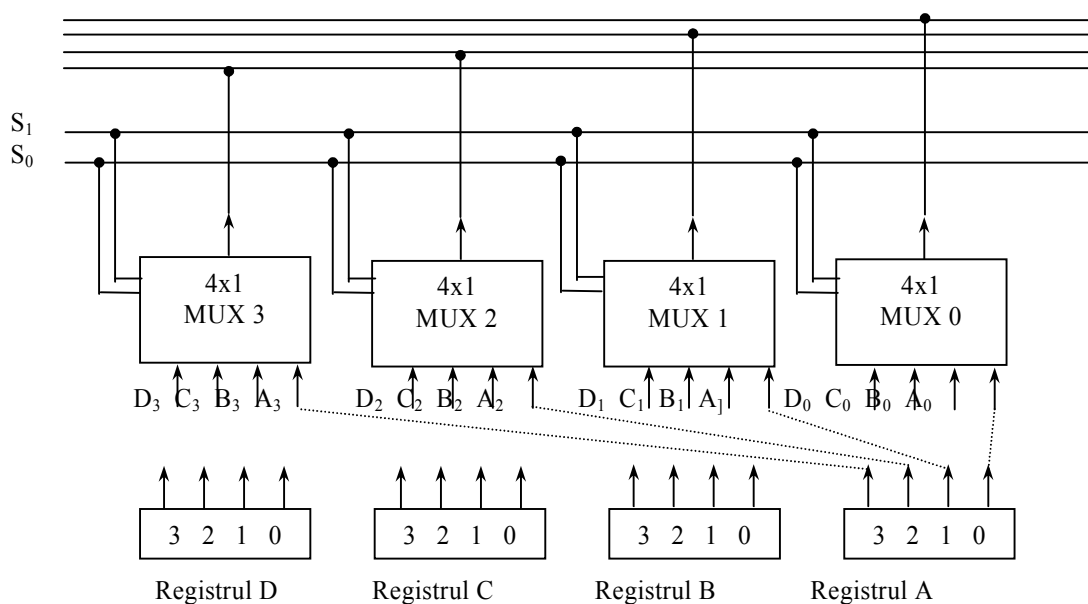 S₁
S₀
4x1 4x1 4x1 4x1
MUX 3 MUX 2 MUX 1 MUX 0
D₃ C₃ B₃ A₃ D₂ C₂ B₂ A₂ D₁ C₁ B₁ A] D₀ C₀ B₀ A₀
3 2 1 0 3 2 1 0 3 2 1 0 3 2 1 0
Registrul D Registrul C Registrul B Registrul A